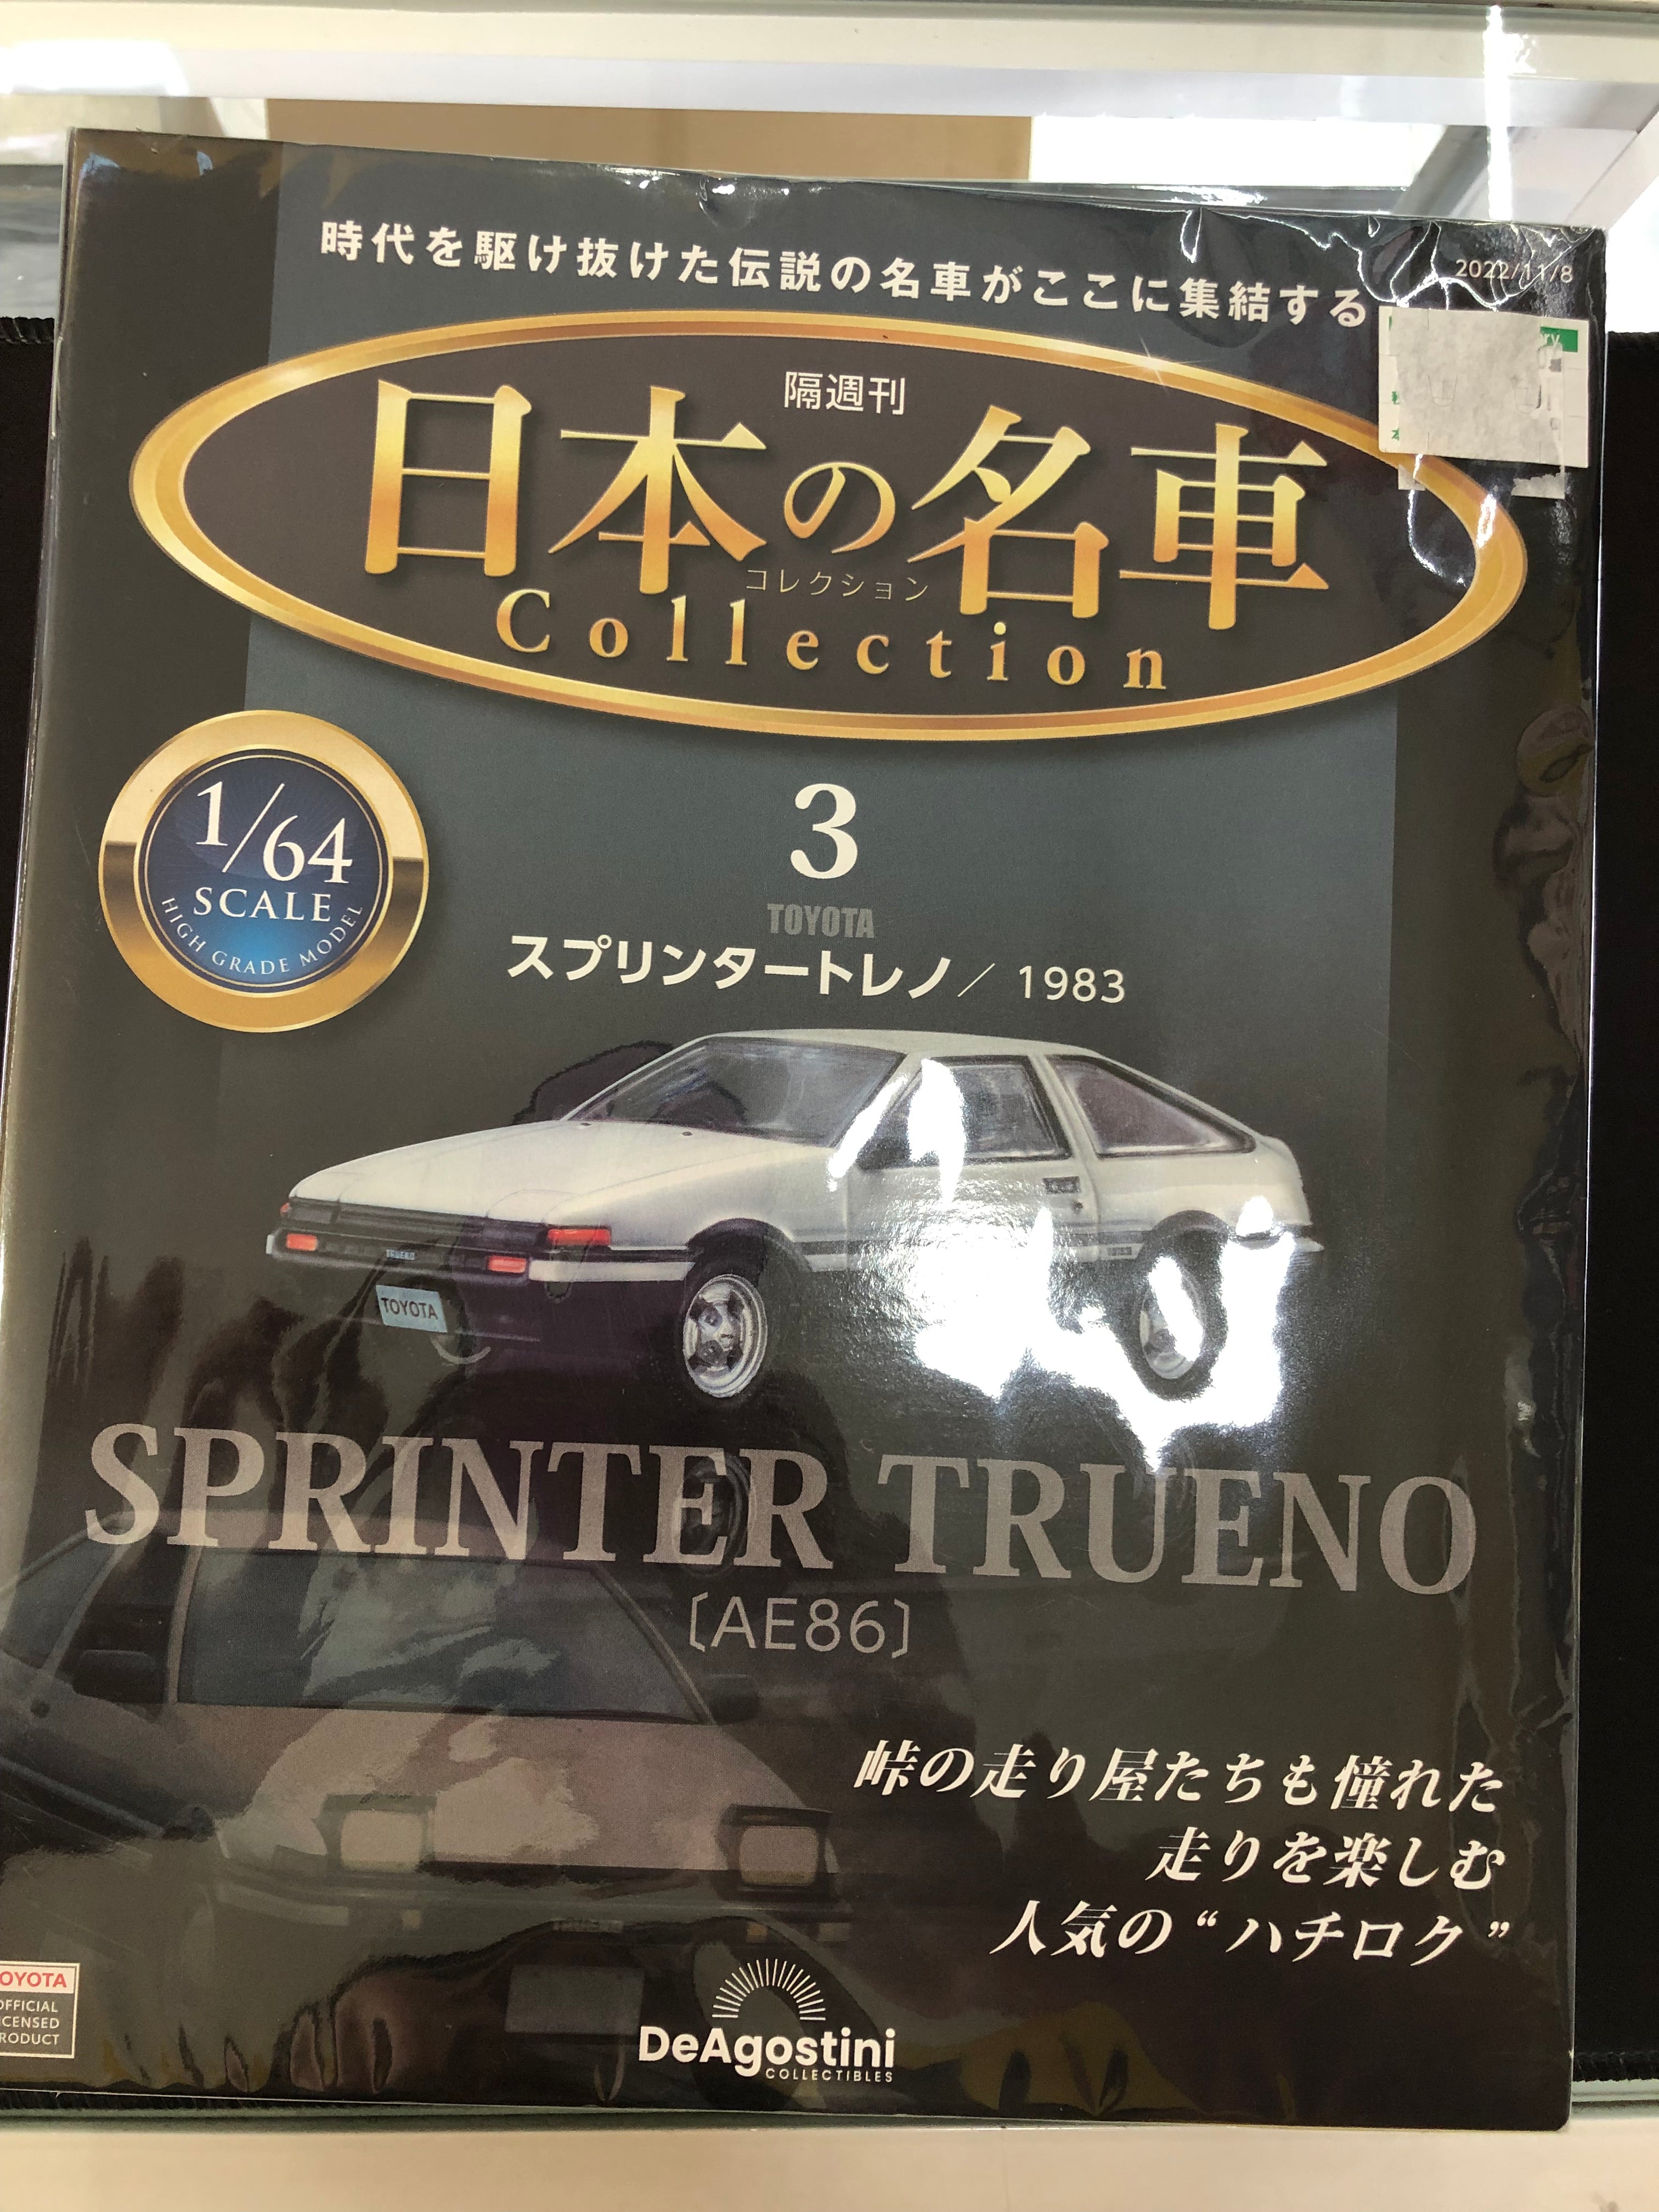 時代を駆け抜けた伝説の名車がここに集結する
2022/11/8
隔週刊
日本の名車
コレクション
Collection
1/64
SCALE
HIGH GRADE MODEL
3
TOYOTA
スプリンタートレノ／ 1983
TOYOTA
SPRINTER TRUENO
〔AE86〕
峠の走り屋たちも憧れた
走りを楽しむ
人気の“ハチロク”
OYOTA
OFFICIAL
ICENSED
RODUCT
DeAgostini
COLLECTIBLES